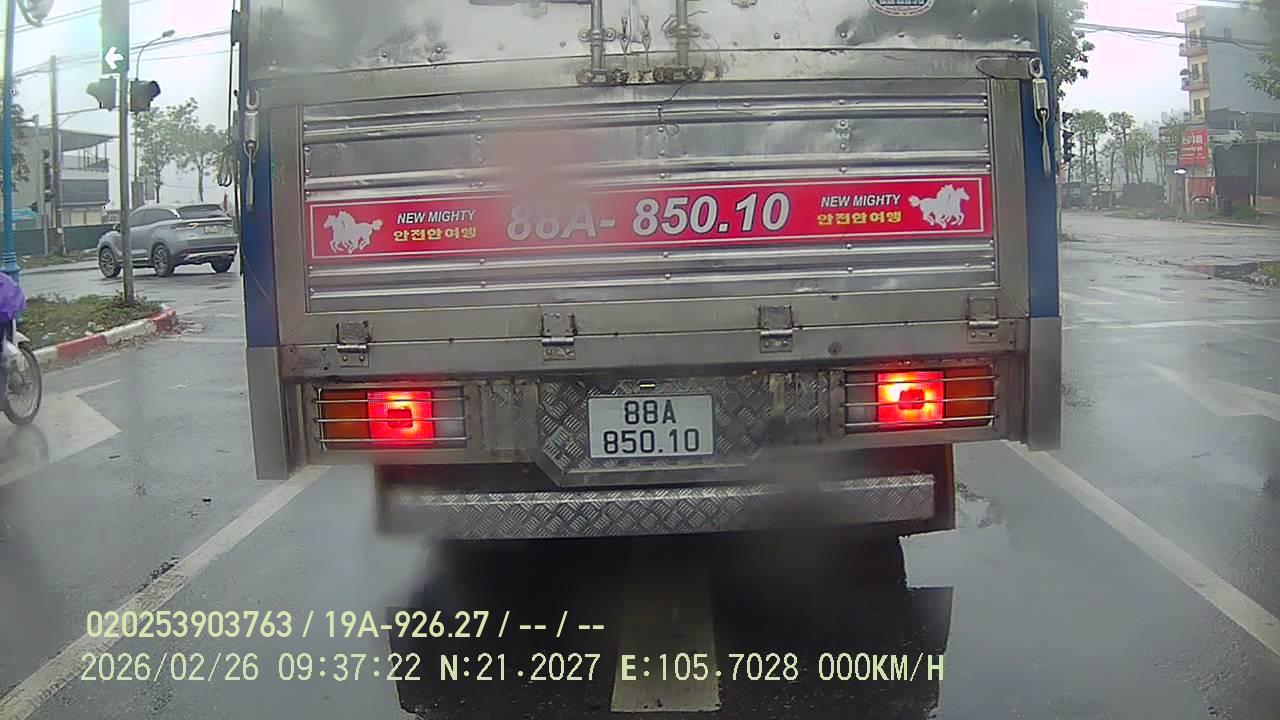 NEW MIGHTY
안전한여행
88A- 850.10
NEW MIGHTY
안전한여행
88A
850.10
020253903763 / 19A-926.27 / -- / --
2026/02/26 09:37:22 N:21.2027 E:105.7028 000KM/H